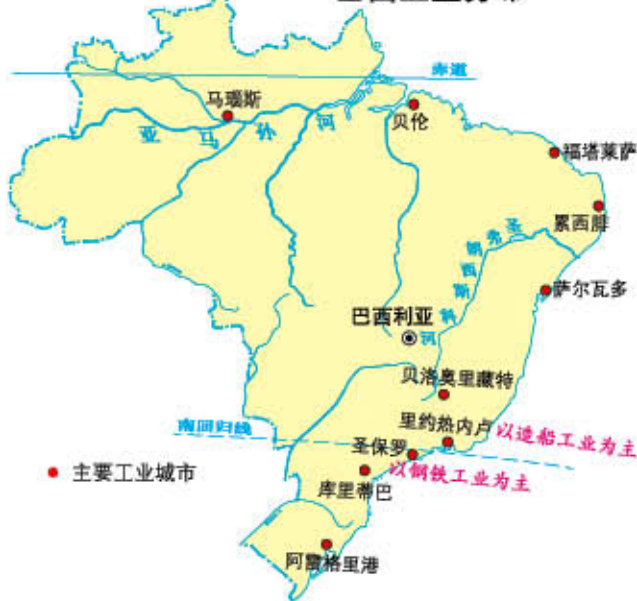 赤道
马瑙斯
亚马孙河
贝伦
福塔莱萨
累西腓
圣弗朗西斯科河
萨尔瓦多
巴西利亚
贝洛奥里藏特
南回归线
里约热内卢
以造船工业为主
圣保罗
以钢铁工业为主
主要工业城市
库里蒂巴
阿雷格里港